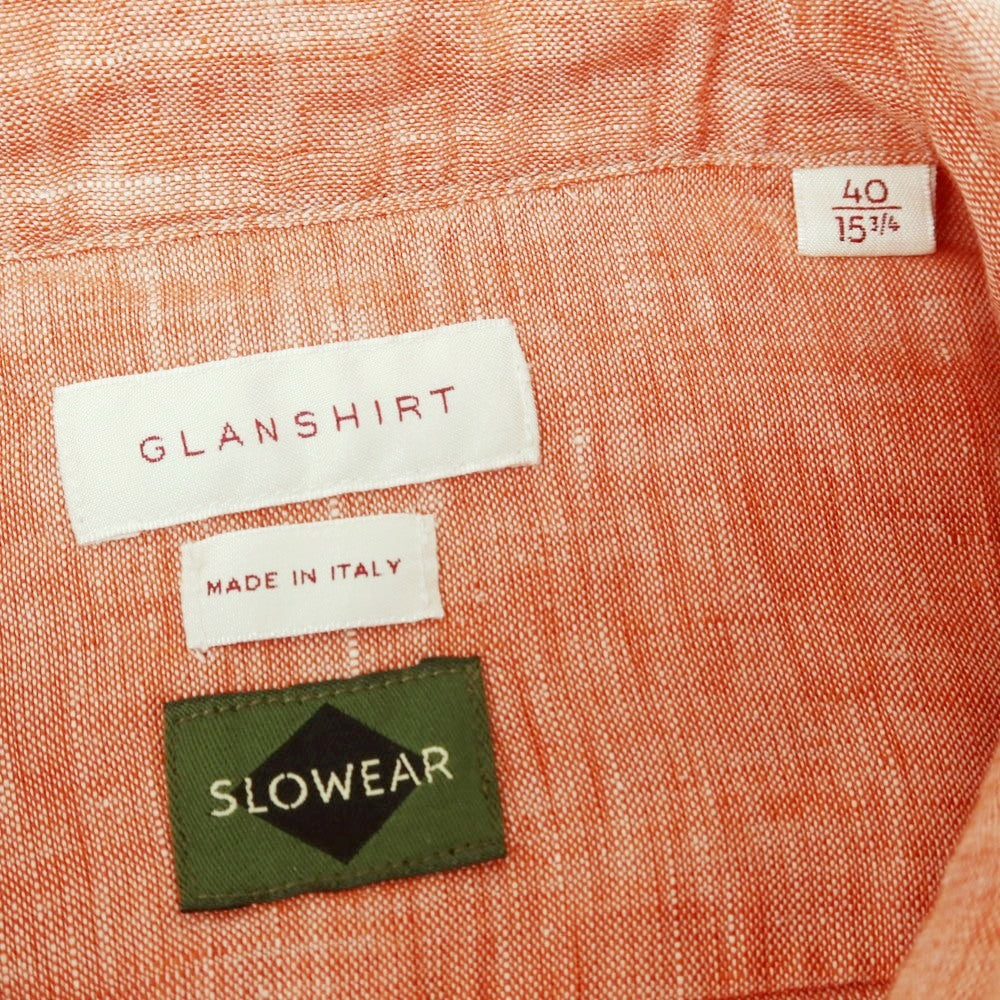 40
15 3/4
GLANSHIRT
MADE IN ITALY
SLOWEAR